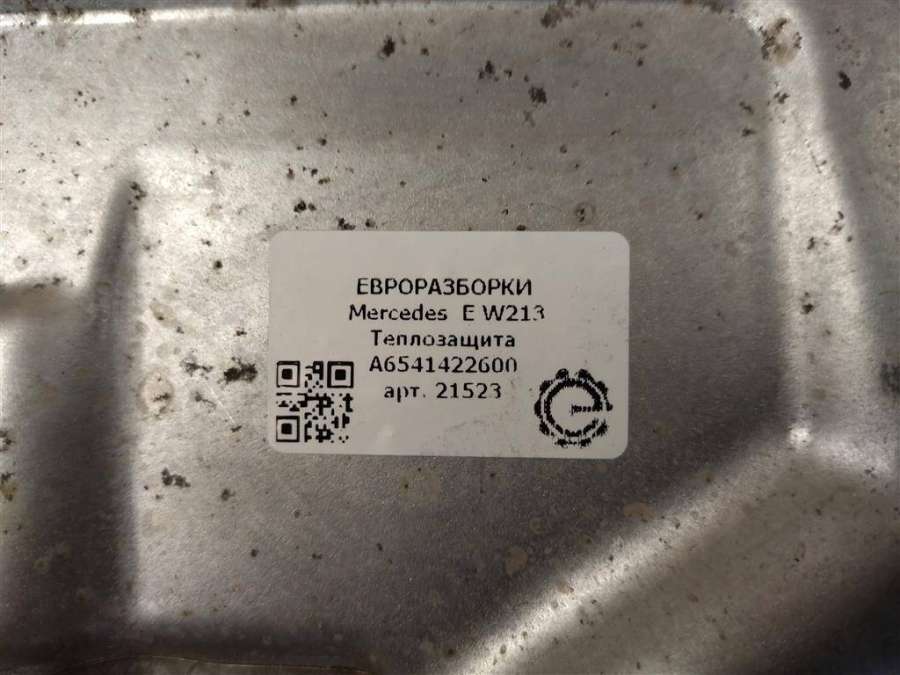 ЕВРОРАЗБОРКИ
Mercedes E W213
Теплозащита
A6541422600
арт. 21523